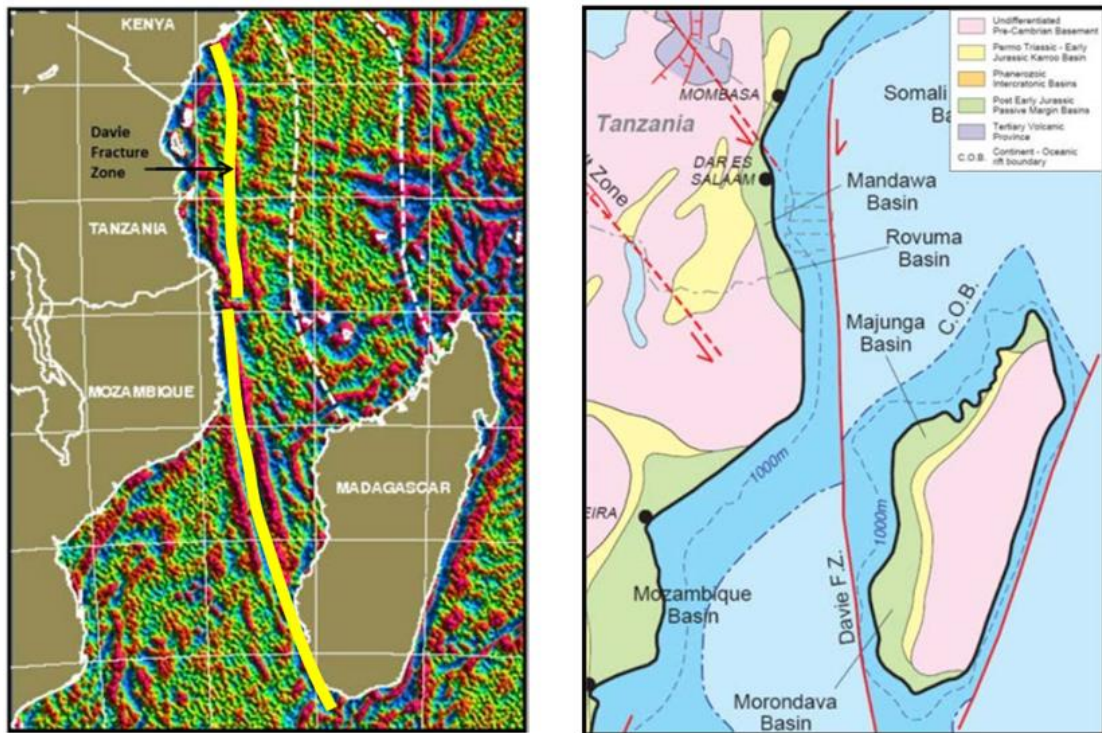 KENYA
Davie
Fracture
Zone
TANZANIA
MOZAMBIQUE
MADAGASCAR
Undifferentiated
Pre-Cambrian Basement
Permo Triassic - Early
Jurassic Karroo Basin
Phanerozoic
Intercratonic Basins
Post Early Jurassic
Passive Margin Basins
Tertiary Volcanic
Province
C.O.B. Continent - Oceanic
rift boundary
MOMBASA
Somali
Tanzania
DAR ES
SALAAM
Zone
Mandawa
Basin
Rovuma
Basin
C.O.B.
Majunga
Basin
1000m
1000m
EIRA
Mozambique
Basin
Davie F.Z.
Morondava
Basin